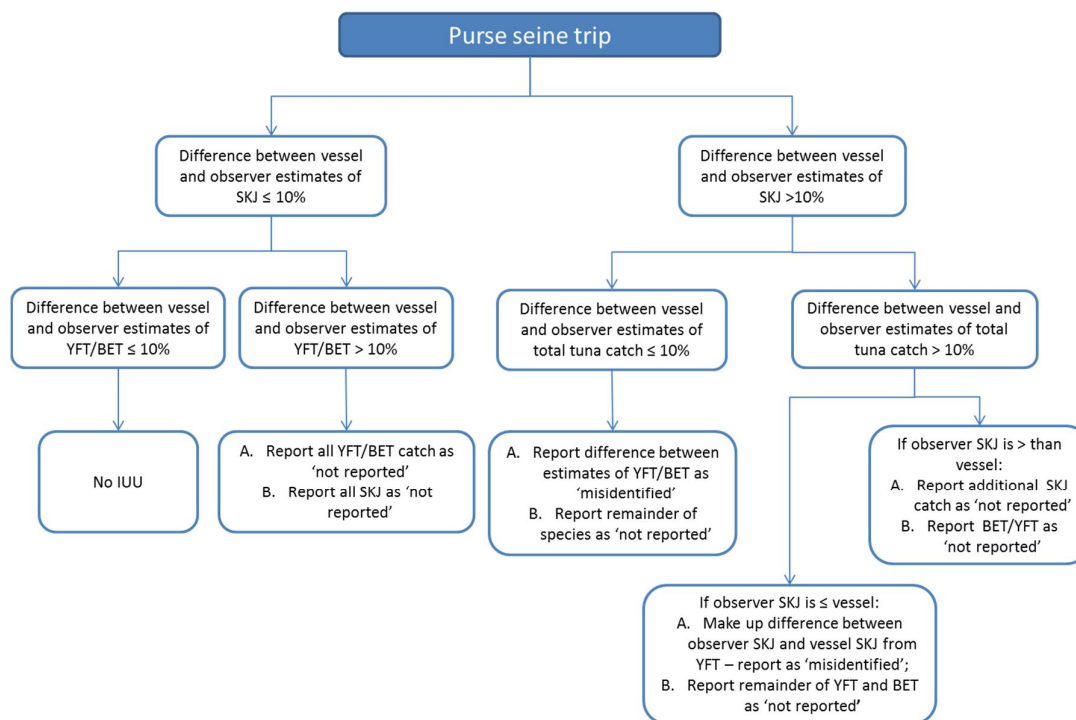 Purse seine trip
Difference between vessel
and observer estimates of
SKJ ≤ 10%
Difference between vessel
and observer estimates of
SKJ >10%
Difference between vessel
and observer estimates of
YFT/BET ≤ 10%
Difference between vessel
and observer estimates of
YFT/BET > 10%
Difference between vessel
and observer estimates of
total tuna catch ≤ 10%
Difference between vessel and
observer estimates of total
tuna catch > 10%
No IUU
A. Report all YFT/BET catch as
‘not reported’
B. Report all SKJ as ‘not
reported’
A. Report difference between
estimates of YFT/BET as
‘misidentified’
B. Report remainder of
species as ‘not reported’
If observer SKJ is > than
vessel:
A. Report additional SKJ
catch as ‘not reported’
B. Report BET/YFT as
‘not reported’
If observer SKJ is ≤ vessel:
A. Make up difference between
observer SKJ and vessel SKJ from
YFT – report as ‘misidentified’;
B. Report remainder of YFT and BET
as ‘not reported’